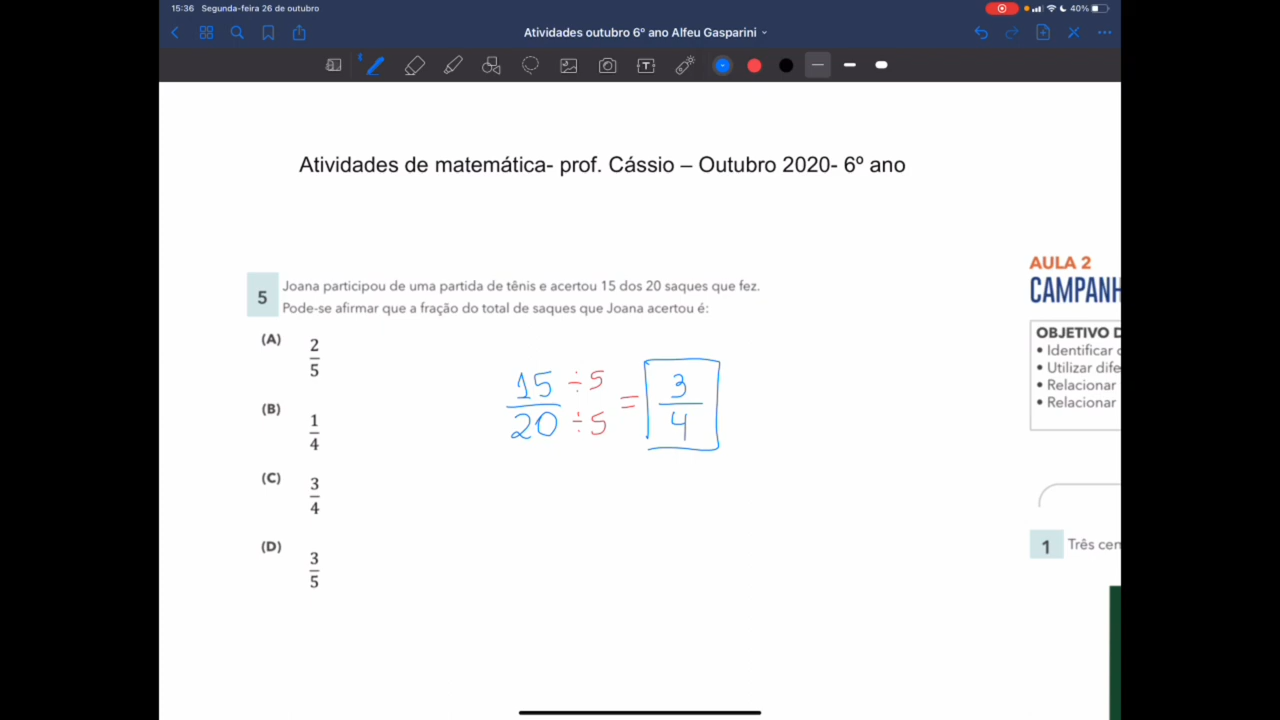 15:36 Segunda-feira 26 de outubro
40%
Atividades outubro 6º ano Alfeu Gasparini
Atividades de matemática- prof. Cássio – Outubro 2020- 6º ano
5 Joana participou de uma partida de tênis e acertou 15 dos 20 saques que fez.
Pode-se afirmar que a fração do total de saques que Joana acertou é:
(A) 2/5
(B) 1/4
(C) 3/4
(D) 3/5
15 ÷5 / 20 ÷5 = 3/4
AULA 2
CAMPANH
OBJETIVO D
• Identificar
• Utilizar dife
• Relacionar
• Relacionar
1 Três cen